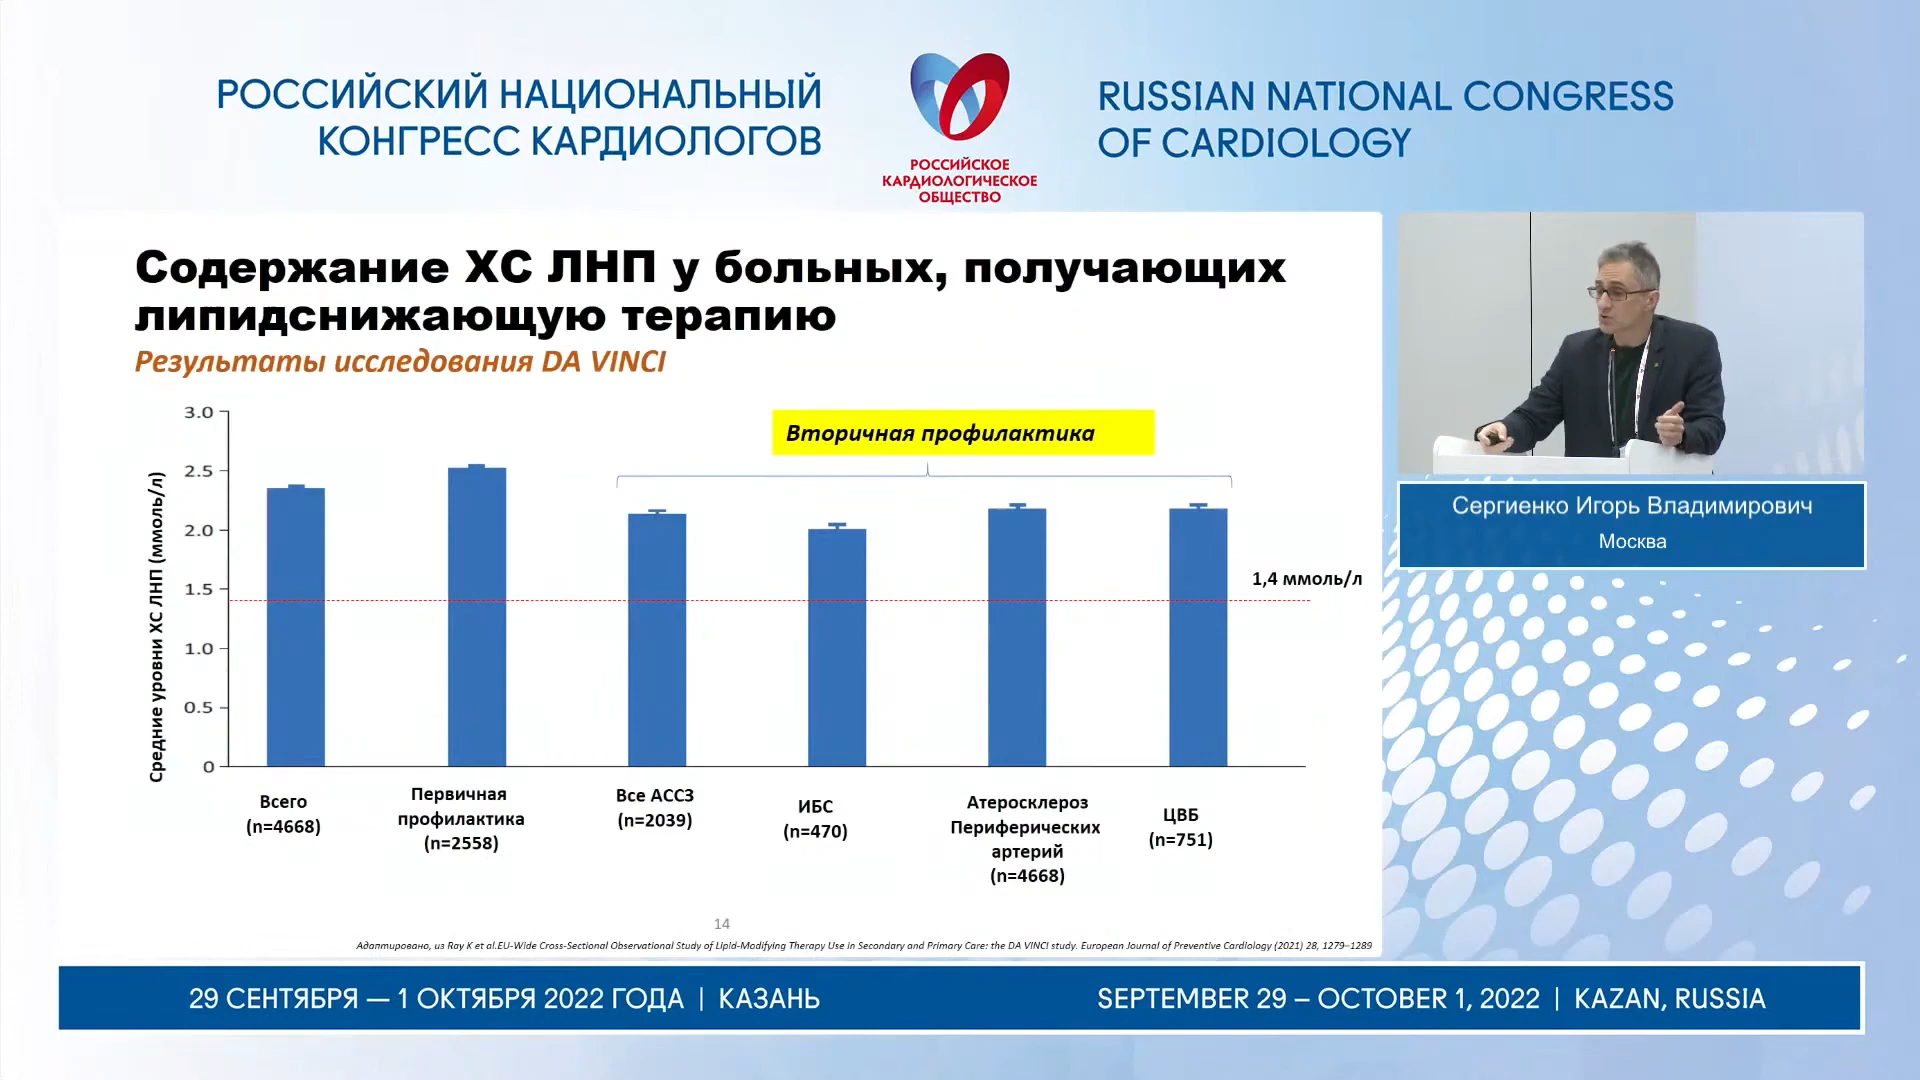 РОССИЙСКИЙ НАЦИОНАЛЬНЫЙ
КОНГРЕСС КАРДИОЛОГОВ
РОССИЙСКОЕ
КАРДИОЛОГИЧЕСКОЕ
ОБЩЕСТВО
RUSSIAN NATIONAL CONGRESS
OF CARDIOLOGY
Содержание ХС ЛНП у больных, получающих
липидснижающую терапию
Результаты исследования DA VINCI
Средние уровни ХС ЛНП (ммоль/л)
3.0
2.5
2.0
1.5
1.0
0.5
0
Вторичная профилактика
1,4 ммоль/л
Всего
(n=4668)
Первичная
профилактика
(n=2558)
Все АССЗ
(n=2039)
ИБС
(n=470)
Атеросклероз
Периферических
артерий
(n=4668)
ЦВБ
(n=751)
14
Адаптировано, из Ray K et al.EU-Wide Cross-Sectional Observational Study of Lipid-Modifying Therapy Use in Secondary and Primary Care: the DA VINCI study. European Journal of Preventive Cardiology (2021) 28, 1279–1289
Сергиенко Игорь Владимирович
Москва
29 СЕНТЯБРЯ — 1 ОКТЯБРЯ 2022 ГОДА | КАЗАНЬ
SEPTEMBER 29 – OCTOBER 1, 2022 | KAZAN, RUSSIA